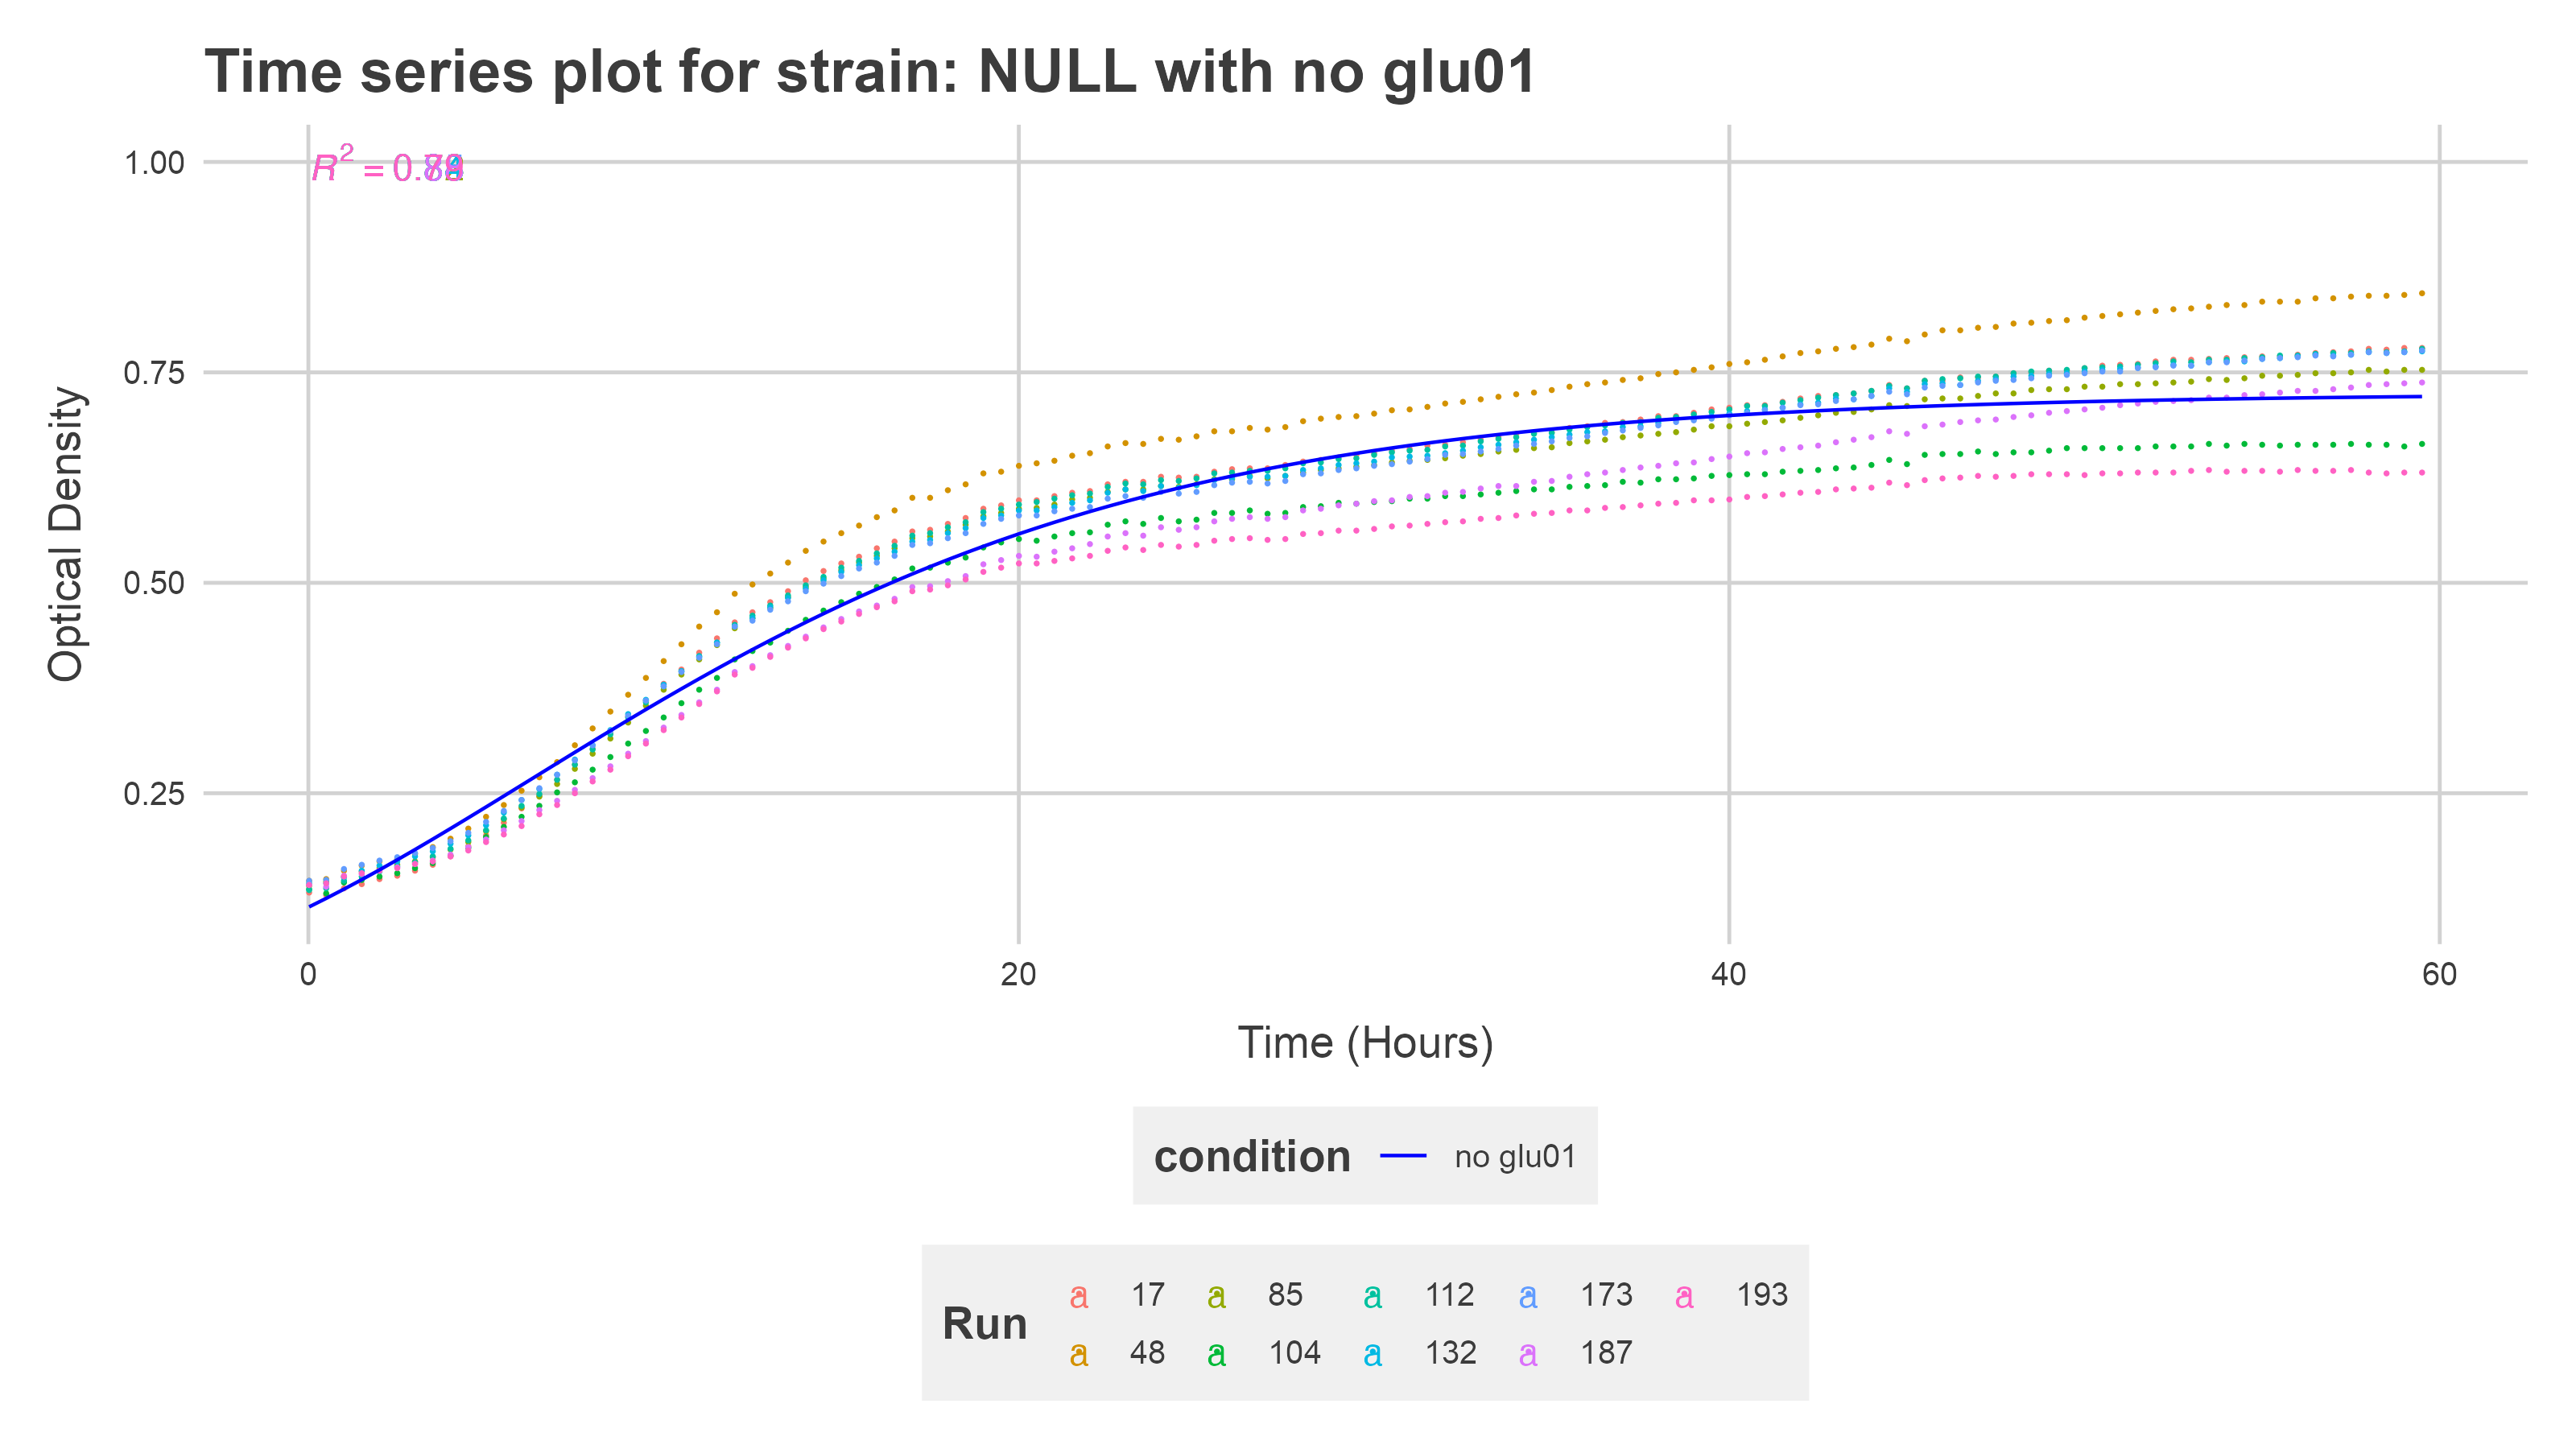 Time series plot for strain: NULL with no glu01
1.00
R² = 0.
0.75
0.50
0.25
Optical Density
0 20 40 60
Time (Hours)
condition no glu01
Run
a 17 a 85 a 112 a 173 a 193
a 48 a 104 a 132 a 187